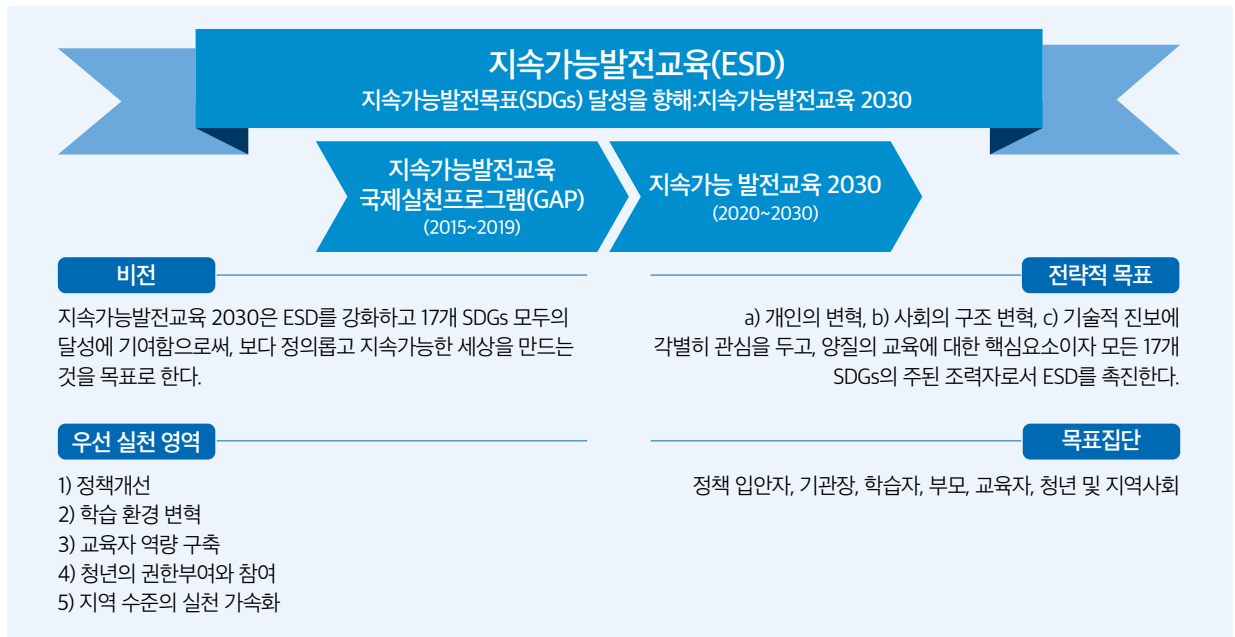 지속가능발전교육(ESD)
지속가능발전목표(SDGs) 달성을 향해:지속가능발전교육 2030
지속가능발전교육
국제실천프로그램(GAP)
(2015~2019)
지속가능 발전교육 2030
(2020~2030)
비전
지속가능발전교육 2030은 ESD를 강화하고 17개 SDGs 모두의
달성에 기여함으로써, 보다 정의롭고 지속가능한 세상을 만드는
것을 목표로 한다.
전략적 목표
a) 개인의 변혁, b) 사회의 구조 변혁, c) 기술적 진보에
각별히 관심을 두고, 양질의 교육에 대한 핵심요소이자 모든 17개
SDGs의 주된 조력자로서 ESD를 촉진한다.
우선 실천 영역
1) 정책개선
2) 학습 환경 변혁
3) 교육자 역량 구축
4) 청년의 권한부여와 참여
5) 지역 수준의 실천 가속화
목표집단
정책 입안자, 기관장, 학습자, 부모, 교육자, 청년 및 지역사회